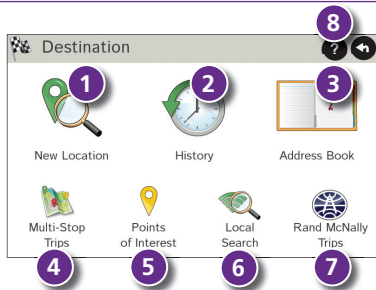 8
Destination
?
1
2
3
New Location
History
Address Book
Multi-Stop
Trips
Points
of Interest
Local
Search
Rand McNally
Trips
4
5
6
7